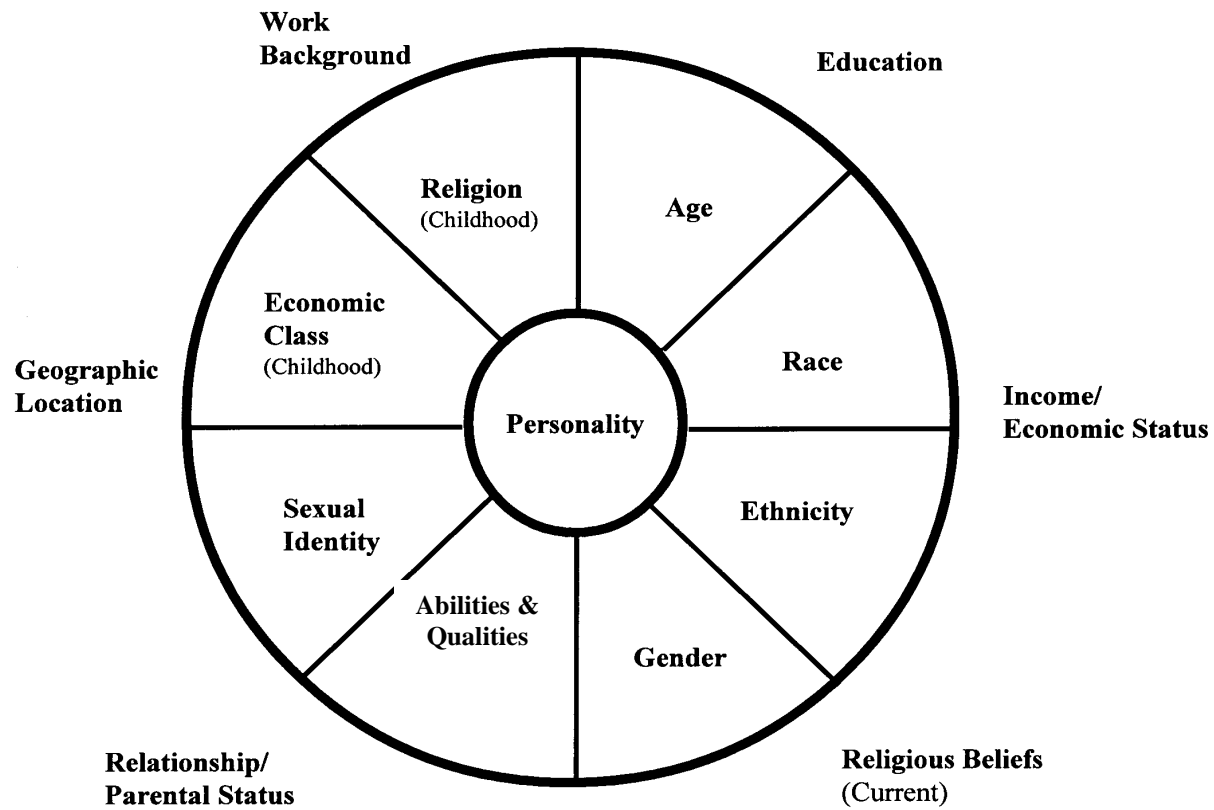 Work
Background
Education
Religion
(Childhood)
Age
Economic
Class
(Childhood)
Race
Geographic
Location
Income/
Economic Status
Personality
Sexual
Identity
Ethnicity
Abilities &
Qualities
Gender
Relationship/
Parental Status
Religious Beliefs
(Current)